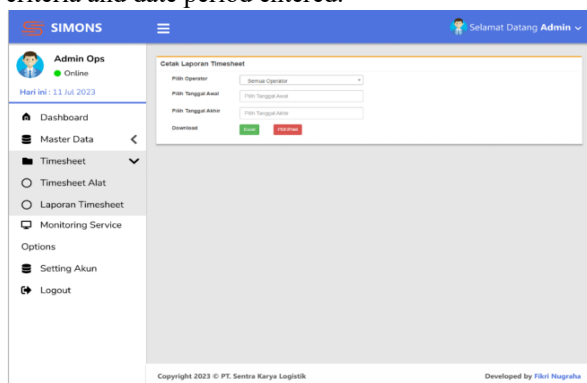 criteria and date period entered.
SIMONS
Selamat Datang Admin
Admin Ops
Online
Hari ini : 11 Jul 2023
Dashboard
Master Data
Timesheet
Timesheet Alat
Laporan Timesheet
Monitoring Service
Options
Setting Akun
Logout
Cetak Laporan Timesheet
Pilih Operator
Semua Operator
Pilih Tanggal Awal
Pilih Tanggal Awal
Pilih Tanggal Akhir
Pilih Tanggal Akhir
Download
Excel
Copyright 2023 © PT. Sentra Karya Logistik
Developed by Fikri Nugraha